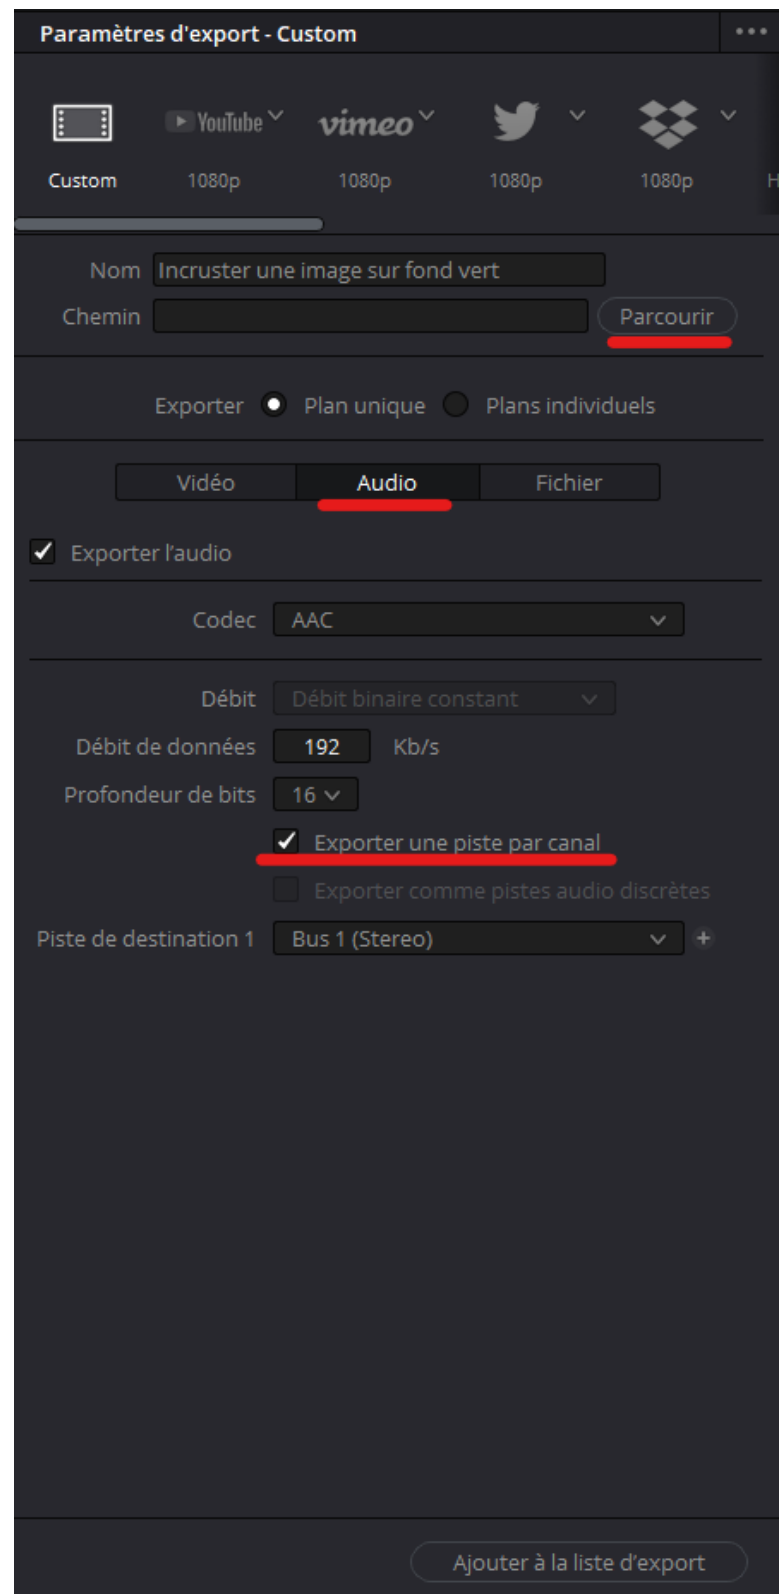 Paramètres d'export - Custom
YouTube vimeo
Custom 1080p 1080p 1080p 1080p H
Nom Incruster une image sur fond vert
Chemin Parcourir
Exporter Plan unique Plans individuels
Vidéo Audio Fichier
Exporter l'audio
Codec AAC
Débit Débit binaire constant
Débit de données 192 Kb/s
Profondeur de bits 16
Exporter une piste par canal
Exporter comme pistes audio discrètes
Piste de destination 1 Bus 1 (Stereo) +
Ajouter à la liste d'export